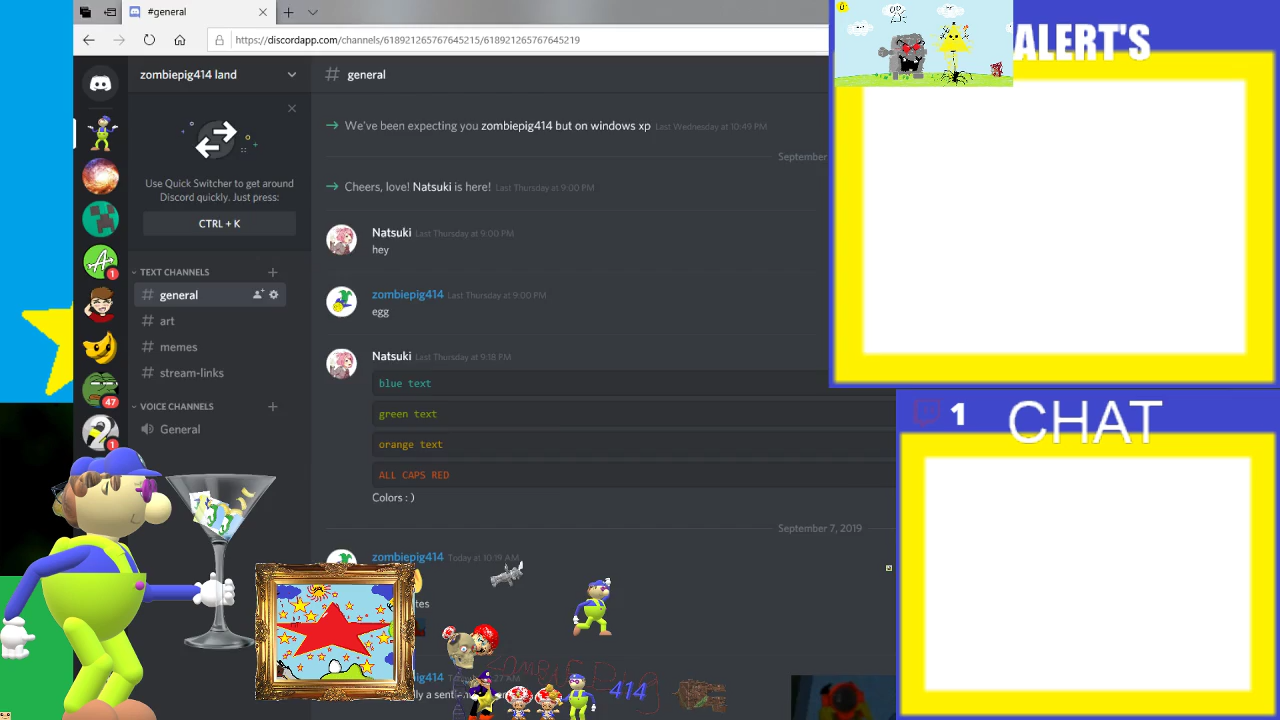 #general
https://discordapp.com/channels/618921265767645215/618921265767645219
ALERT'S
zombiepig414 land
# general
We've been expecting you zombiepig414 but on windows xp Last Wednesday at 10:49 PM
September
Cheers, love! Natsuki is here! Last Thursday at 9:00 PM
Use Quick Switcher to get around
Discord quickly. Just press:
CTRL + K
Natsuki Last Thursday at 9:00 PM
hey
TEXT CHANNELS
# general
# art
# memes
# stream-links
VOICE CHANNELS
General
1
47
1
zombiepig414 Last Thursday at 9:00 PM
egg
Natsuki Last Thursday at 9:18 PM
blue text
green text
orange text
ALL CAPS RED
Colors : )
September 7, 2019
zombiepig414 Today at 10:19 AM
1 CHAT
414